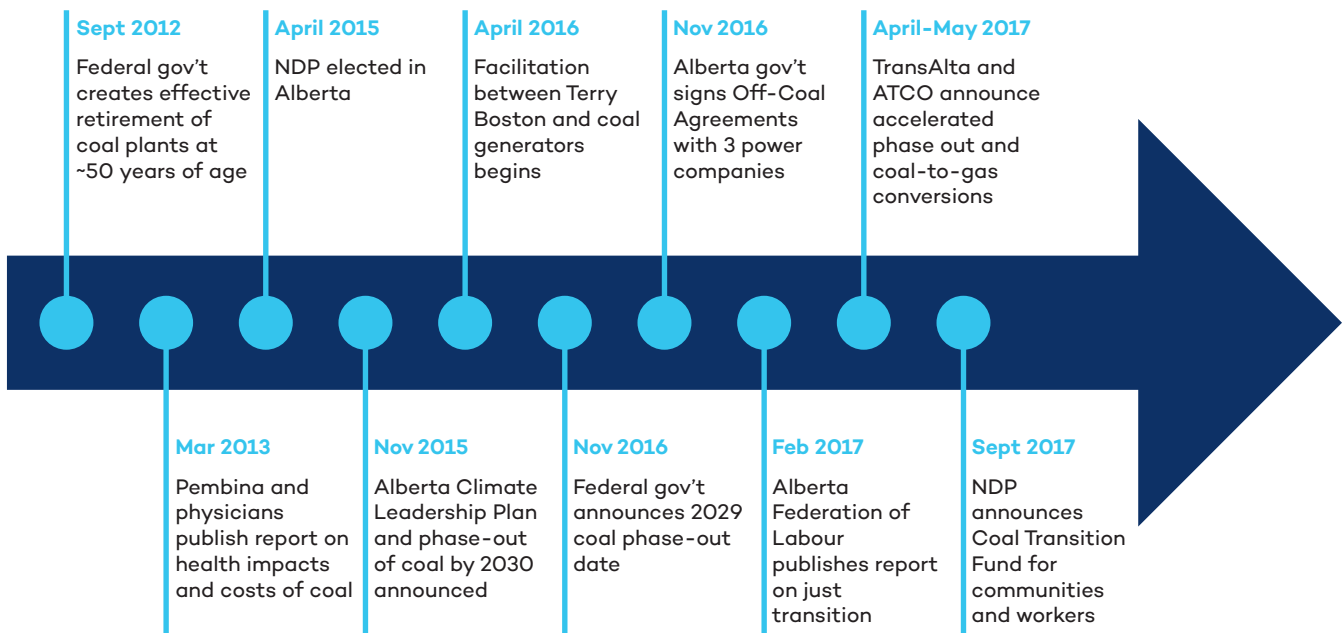 Sept 2012
Federal gov't
creates effective
retirement of
coal plants at
~50 years of age
April 2015
NDP elected in
Alberta
April 2016
Facilitation
between Terry
Boston and coal
generators
begins
Nov 2016
Alberta gov't
signs Off-Coal
Agreements
with 3 power
companies
April-May 2017
TransAlta and
ATCO announce
accelerated
phase out and
coal-to-gas
conversions
Mar 2013
Pembina and
physicians
publish report on
health impacts
and costs of coal
Nov 2015
Alberta Climate
Leadership Plan
and phase-out
of coal by 2030
announced
Nov 2016
Federal gov't
announces 2029
coal phase-out
date
Feb 2017
Alberta
Federation of
Labour
publishes report
on just
transition
Sept 2017
NDP
announces
Coal Transition
Fund for
communities
and workers